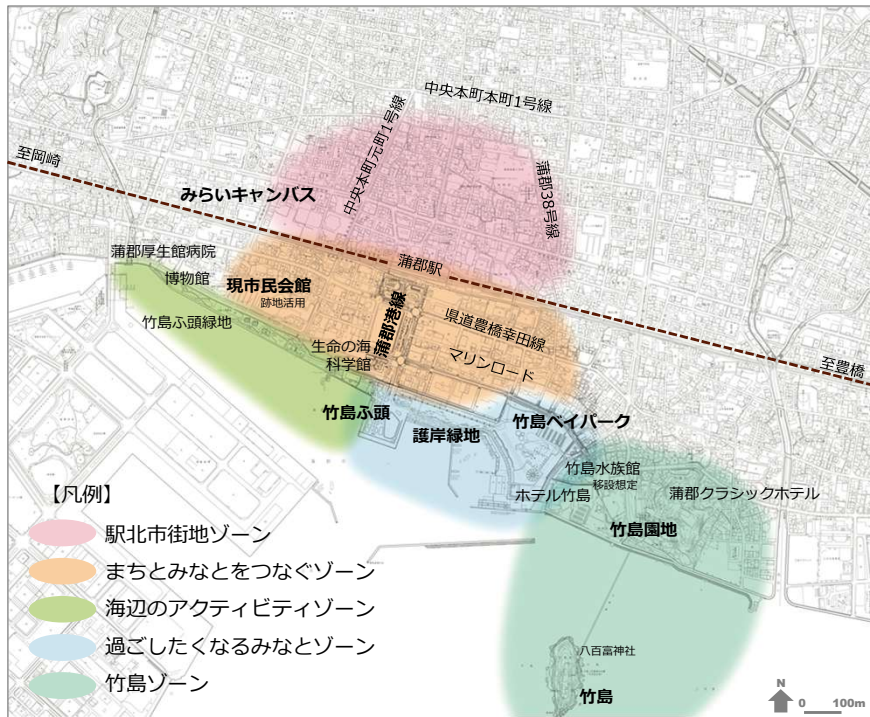 中央本町本町1号線
中央本町元町1号線
至岡崎
蒲郡38号線
みらいキャンバス
蒲郡厚生館病院
蒲郡駅
博物館
現市民会館
跡地活用
蒲郡港線
県道豊橋幸田線
竹島ふ頭緑地
生命の海
科学館
マリンロード
至豊橋
竹島ふ頭
竹島ベイパーク
護岸緑地
竹島水族館
移設想定
ホテル竹島
蒲郡クラシックホテル
竹島園地
【凡例】
駅北市街地ゾーン
まちとみなとをつなぐゾーン
海辺のアクティビティゾーン
過ごしたくなるみなとゾーン
竹島ゾーン
八百富神社
竹島
N
0 100m